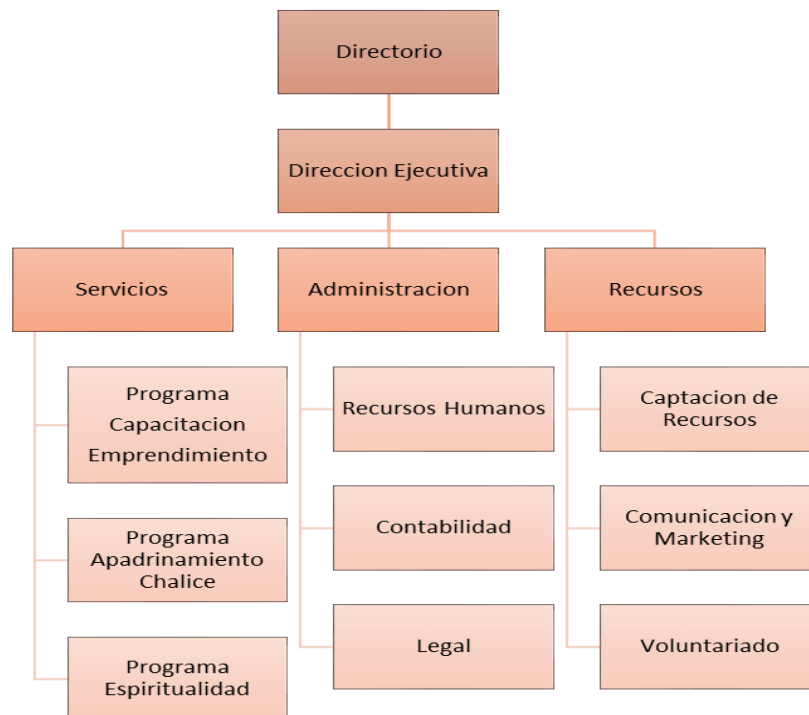 Directorio
Direccion Ejecutiva
Servicios
Administracion
Recursos
Programa
Capacitacion
Emprendimiento
Programa
Apadrinamiento
Chalice
Programa
Espiritualidad
Recursos Humanos
Contabilidad
Legal
Captacion de
Recursos
Comunicacion y
Marketing
Voluntariado